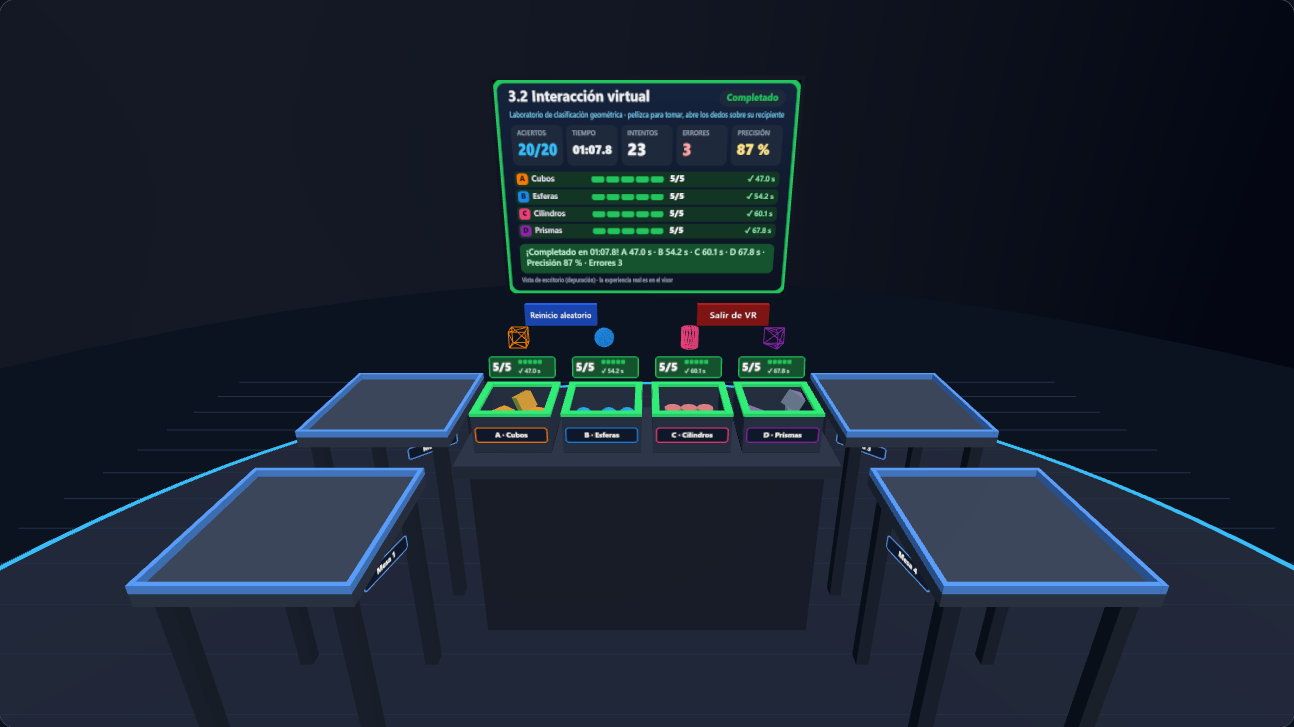 3.2 Interacción virtual
Completado
Laboratorio de clasificación geométrica · pellizca para tomar, abre los dedos sobre su recipiente
ACIERTOS
20/20
TIEMPO
01:07.8
INTENTOS
23
ERRORES
3
PRECISIÓN
87 %
A Cubos 5/5 ✓ 47.0 s
B Esferas 5/5 ✓ 54.2 s
C Cilindros 5/5 ✓ 60.1 s
D Prismas 5/5 ✓ 67.8 s
¡Completado en 01:07.8! A 47.0 s · B 54.2 s · C 60.1 s · D 67.8 s ·
Precisión 87 % · Errores 3
Vista de escritorio (depuración) · la experiencia real es en el visor
Reinicio aleatorio
Salir de VR
5/5 ✓ 47.0 s
5/5 ✓ 54.2 s
5/5 ✓ 60.1 s
5/5 ✓ 67.8 s
A · Cubos
B · Esferas
C · Cilindros
D · Prismas
Mesa 1
Mesa 4